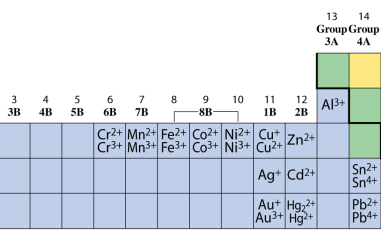 13 14
Group Group
3A 4A
3 4 5 6 7 8 9 10 11 12
3B 4B 5B 6B 7B 8B 1B 2B
Al3+
Cr2+ Mn2+ Fe2+ Co2+ Ni2+ Cu+ Zn2+
Cr3+ Mn3+ Fe3+ Co3+ Ni3+ Cu2+
Ag+ Cd2+ Sn2+
Sn4+
Au+ Hg22+ Pb2+
Au3+ Hg2+ Pb4+